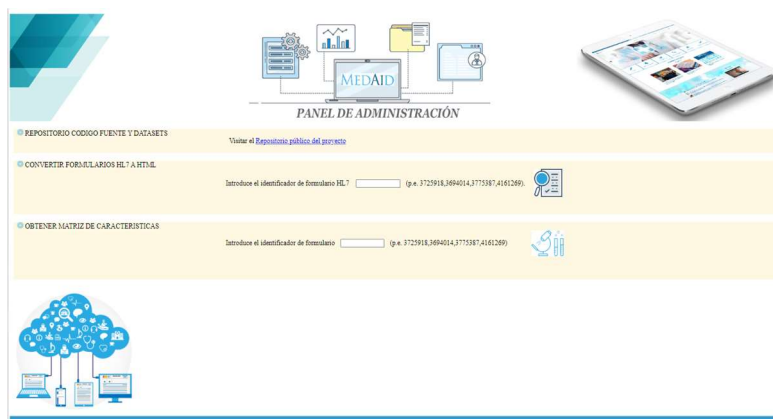 MEDAID
PANEL DE ADMINISTRACIÓN
REPOSITORIO CODIGO FUENTE Y DATASETS
Visitar el Repositorio público del proyecto
CONVERTIR FORMULARIOS HL7 A HTML
Introduce el identificador de formulario HL7 (p.e. 3725918,3694014,3775387,4161269).
OBTENER MATRIZ DE CARACTERISTICAS
Introduce el identificador de formulario (p.e. 3725918,3694014,3775387,4161269)